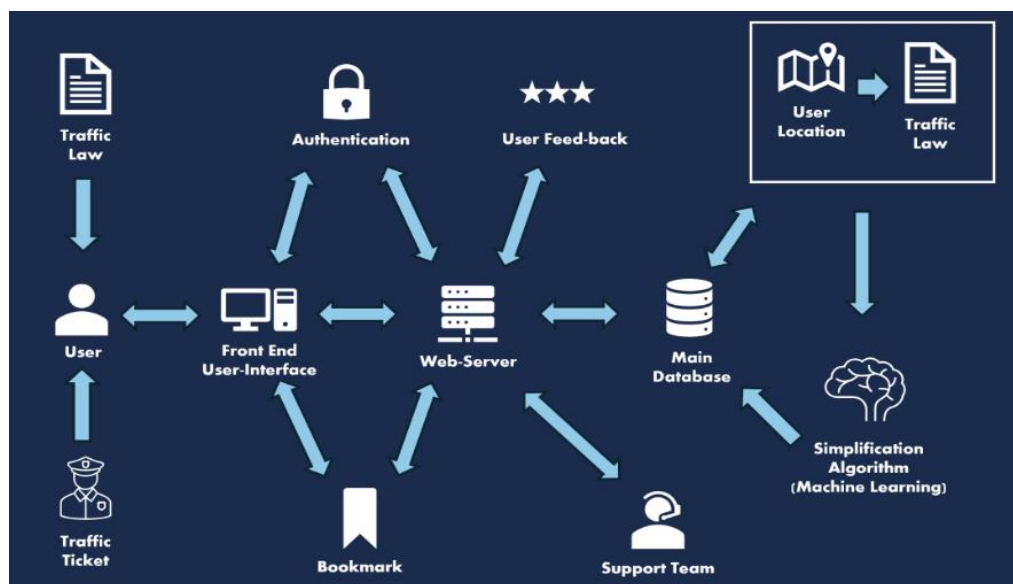 Traffic
Law
Authentication
User Feed-back
User
Location
Traffic
Law
User
Front End
User-Interface
Web-Server
Main
Database
Simplification
Algorithm
(Machine Learning)
Traffic
Ticket
Bookmark
Support Team